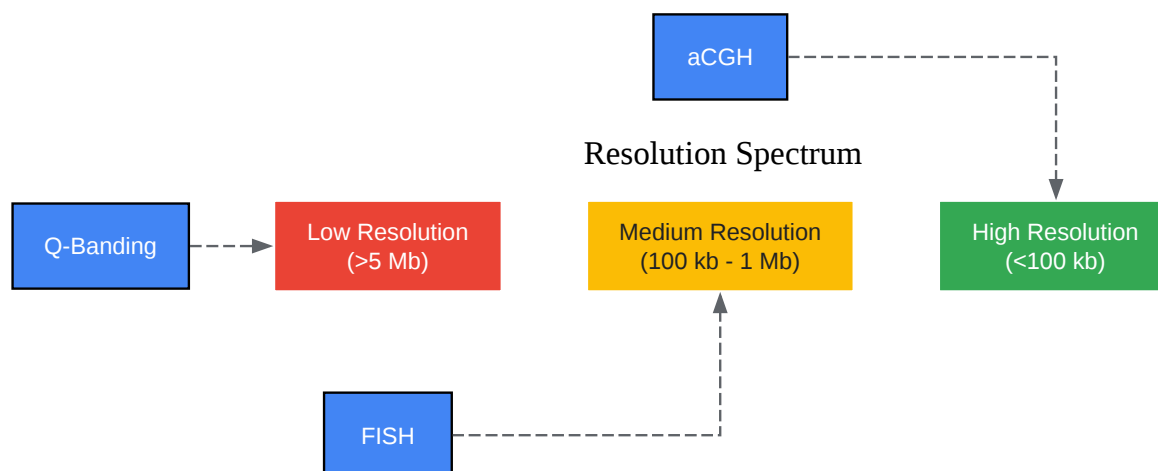 aCGH
Resolution Spectrum
Q-Banding
Low Resolution
(>5 Mb)
Medium Resolution
(100 kb - 1 Mb)
High Resolution
(<100 kb)
FISH